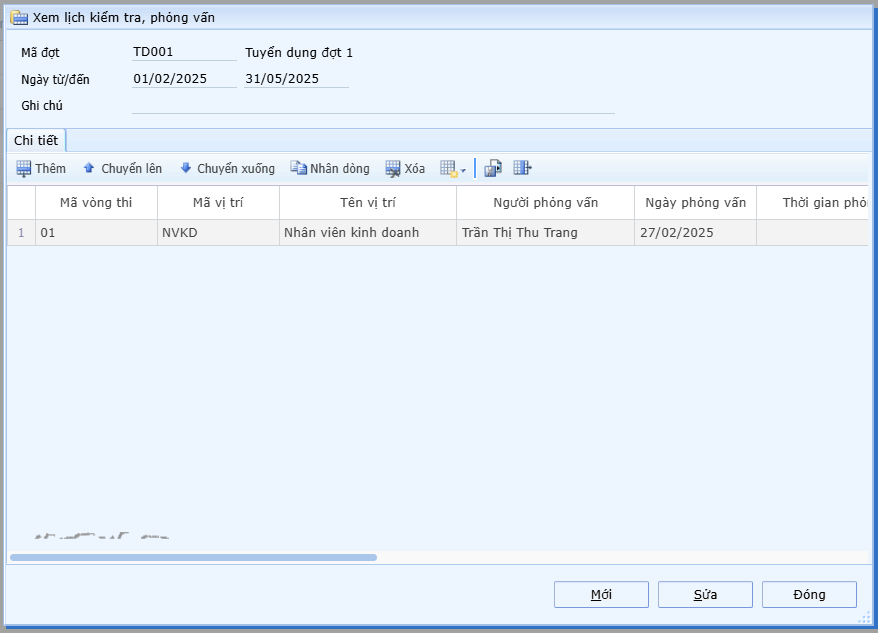 Xem lịch kiểm tra, phỏng vấn
Mã đợt TD001 Tuyển dụng đợt 1
Ngày từ/đến 01/02/2025 31/05/2025
Ghi chú
Chi tiết
Thêm Chuyển lên Chuyển xuống Nhân dòng Xóa
Mã vòng thi Mã vị trí Tên vị trí Người phỏng vấn Ngày phỏng vấn Thời gian
1 01 NVKD Nhân viên kinh doanh Trần Thị Thu Trang 27/02/2025
Mới Sửa Đóng